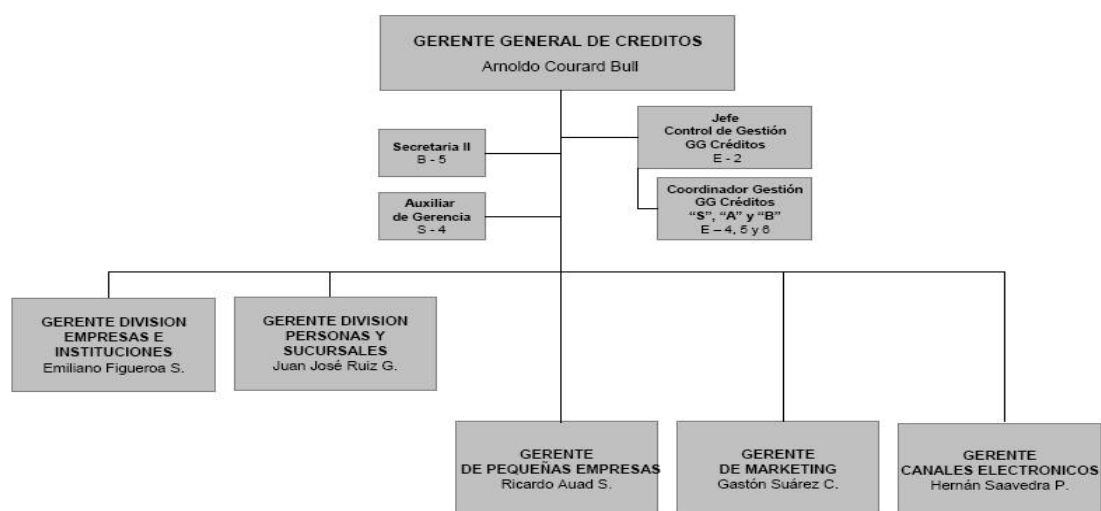 GERENTE GENERAL DE CREDITOS
Arnoldo Courard Bull
Secretaria II
B - 5
Jefe
Control de Gestión
GG Créditos
E - 2
Auxiliar
de Gerencia
S - 4
Coordinador Gestión
GG Créditos
“S”, “A” y “B”
E – 4, 5 y 6
GERENTE DIVISION
EMPRESAS E
INSTITUCIONES
Emiliano Figueroa S.
GERENTE DIVISION
PERSONAS Y
SUCURSALES
Juan José Ruiz G.
GERENTE
DE PEQUEÑAS EMPRESAS
Ricardo Auad S.
GERENTE
DE MARKETING
Gastón Suárez C.
GERENTE
CANALES ELECTRONICOS
Hernán Saavedra P.